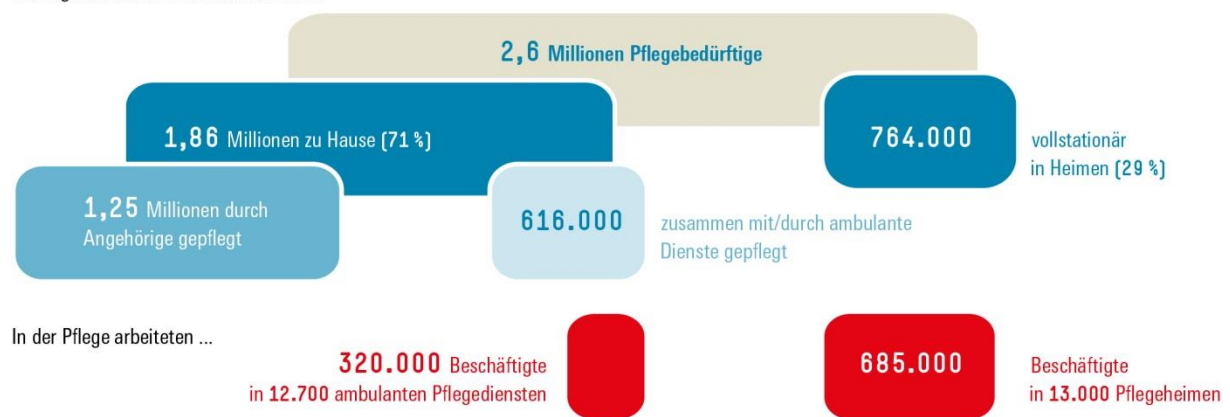 2,6 Millionen Pflegebedürftige
1,86 Millionen zu Hause (71 %)
764.000
vollstationär
in Heimen (29 %)
1,25 Millionen durch
Angehörige gepflegt
616.000
zusammen mit/durch ambulante
Dienste gepflegt
In der Pflege arbeiteten ...
320.000 Beschäftigte
in 12.700 ambulanten Pflegediensten
685.000
Beschäftigte
in 13.000 Pflegeheimen